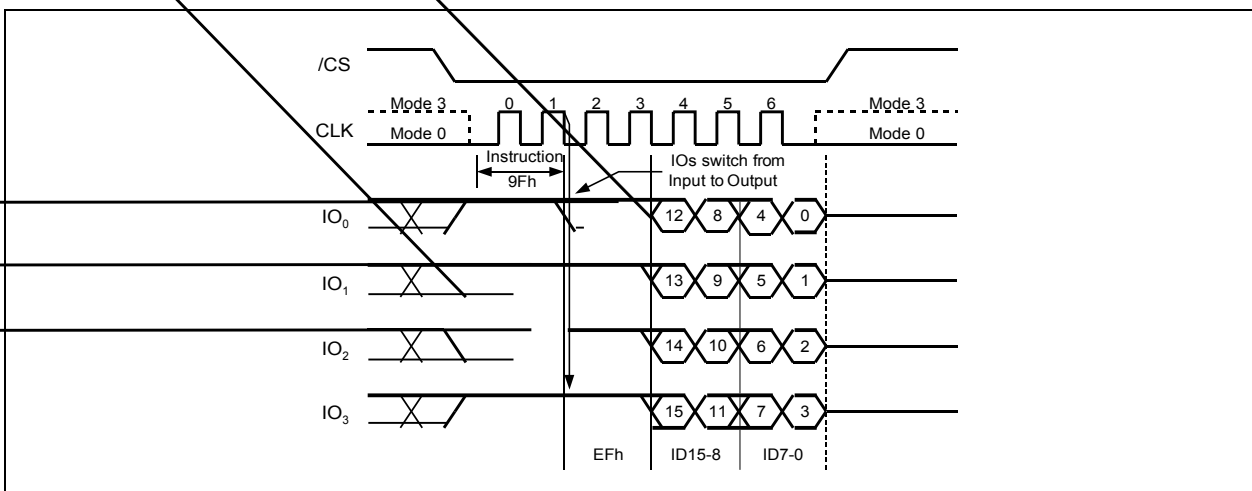 /CS
Mode 3 0 1 2 3 4 5 6 Mode 3
CLK Mode 0 Mode 0
Instruction
9Fh
IOs switch from
Input to Output
IO0 12 8 4 0
IO1 13 9 5 1
IO2 14 10 6 2
IO3 15 11 7 3
EFh ID15-8 ID7-0